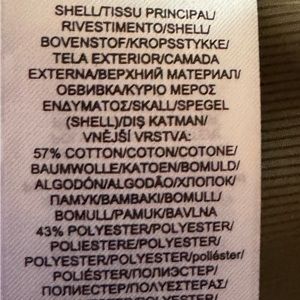 SHELL/TISSU PRINCIPAL/
RIVESTIMENTO/SHELL/
BOVENSTOF/KROPSSTYKKE/
TELA EXTERIOR/CAMADA
EXTERNA/ВЕРХНИЙ МАТЕРИАЛ/
ОБВИВКА/ΚΥΡΙΟ ΜΕΡΟΣ
ΕΝΔΥΜΑΤΟΣ/SKALL/SPEGEL
(SHELL)/DIŞ KATMAN/
VNĚJŠÍ VRSTVA:
57% COTTON/COTON/COTONE/
BAUMWOLLE/KATOEN/BOMULD/
ALGODÓN/ALGODÃO/ХЛОПОК/
ПАМУК/ΒΑΜΒΑΚΙ/BOMULL/
BOMULL/PAMUK/BAVLNA
43% POLYESTER/POLYESTER/
POLIESTERE/POLYESTER/
POLYESTER/POLYESTER/poliéster/
POLIÉSTER/ПОЛИЭСТЕР/
ПОЛИЕСТЕР/ΠΟΛΥΕΣΤΕΡ/